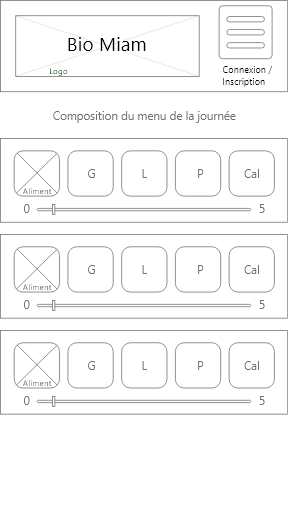 Bio Miam
Logo
Connexion /
Inscription
Composition du menu de la journée
G L P Cal
Aliment
0 5
G L P Cal
Aliment
0 5
G L P Cal
Aliment
0 5